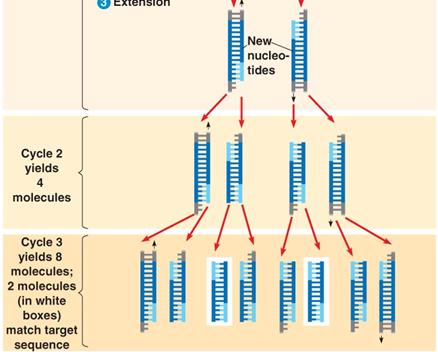 3 Extension
New
nucleo-
tides
Cycle 2
yields
4
molecules
Cycle 3
yields 8
molecules;
2 molecules
(in white
boxes)
match target
sequence